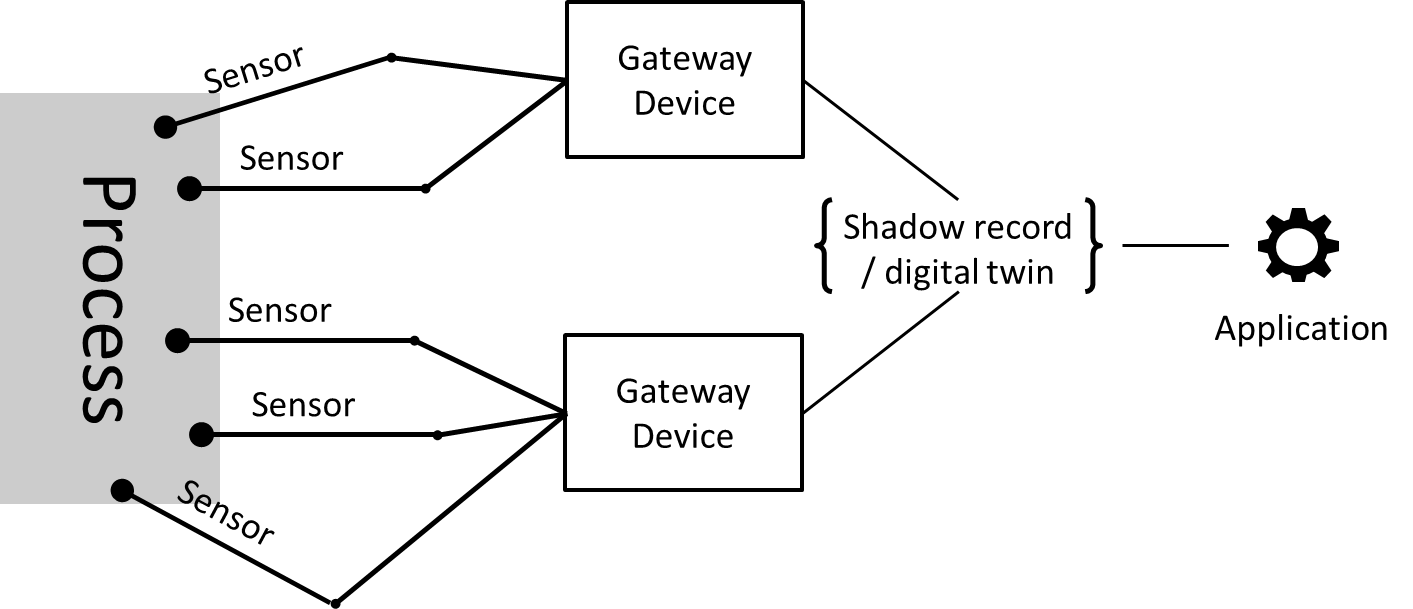 Process
Sensor
Sensor
Sensor
Sensor
Sensor
Gateway
Device
Gateway
Device
Shadow record
/ digital twin
Application